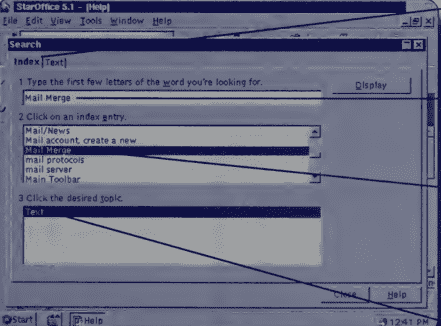 StarOffice 5.1 - [Help]
File Edit View Tools Window Help
Search
Index Text
1 Type the first few letters of the word you're looking for.
Display
Mail Merge
2 Click on an index entry.
Mail/News
Mail account, create a new
Mail Merge
mail protocols
mail server
Main Toolbar
3 Click the desired topic.
Text
Close Help
Start Help 12:41 PM